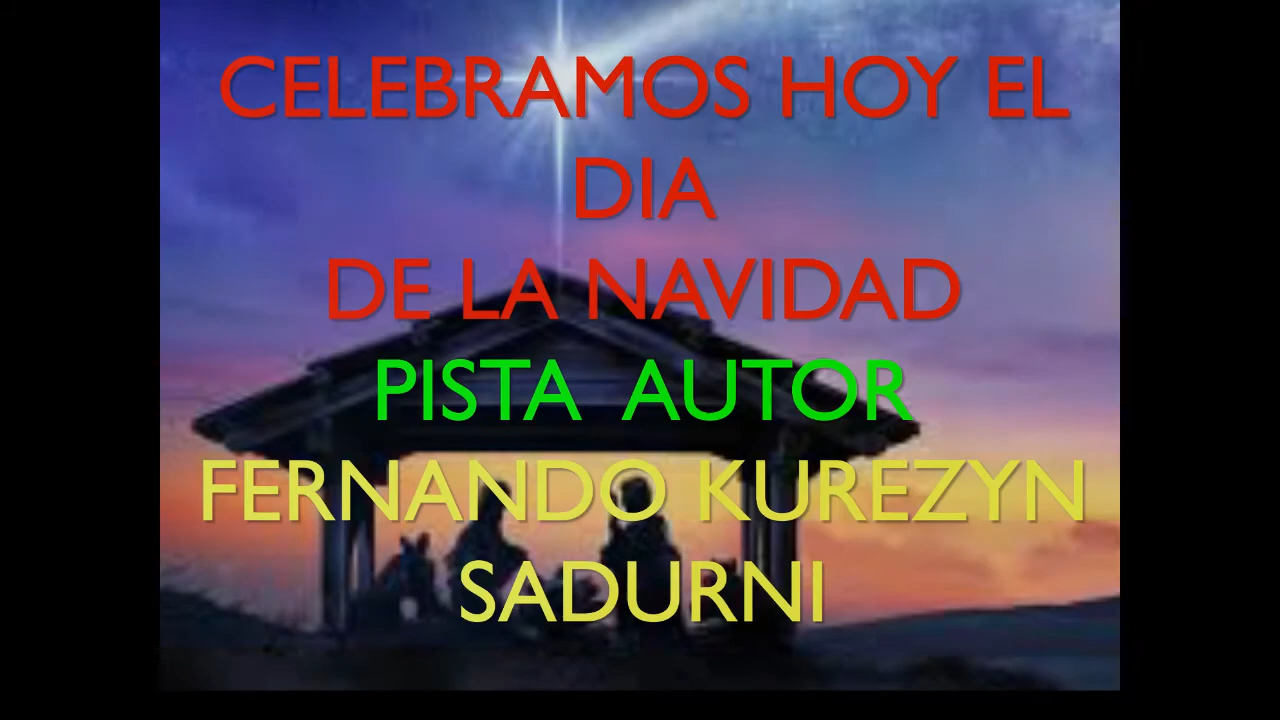 CELEBRAMOS HOY EL
DIA
DE LA NAVIDAD
PISTA  AUTOR
FERNANDO KUREZYN
SADURNI